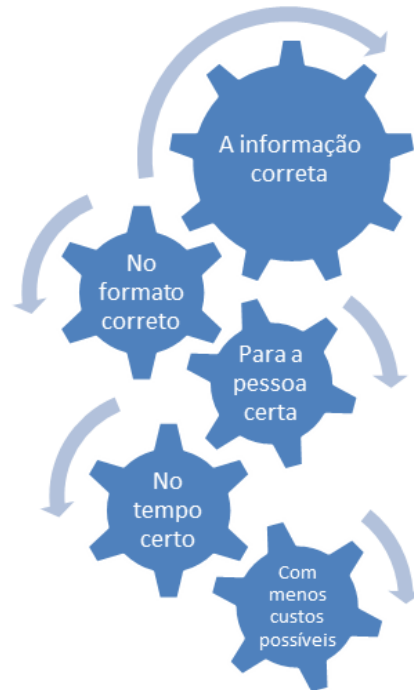 A informação
correta
No
formato
correto
Para a
pessoa
certa
No
tempo
certo
Com
menos
custos
possíveis